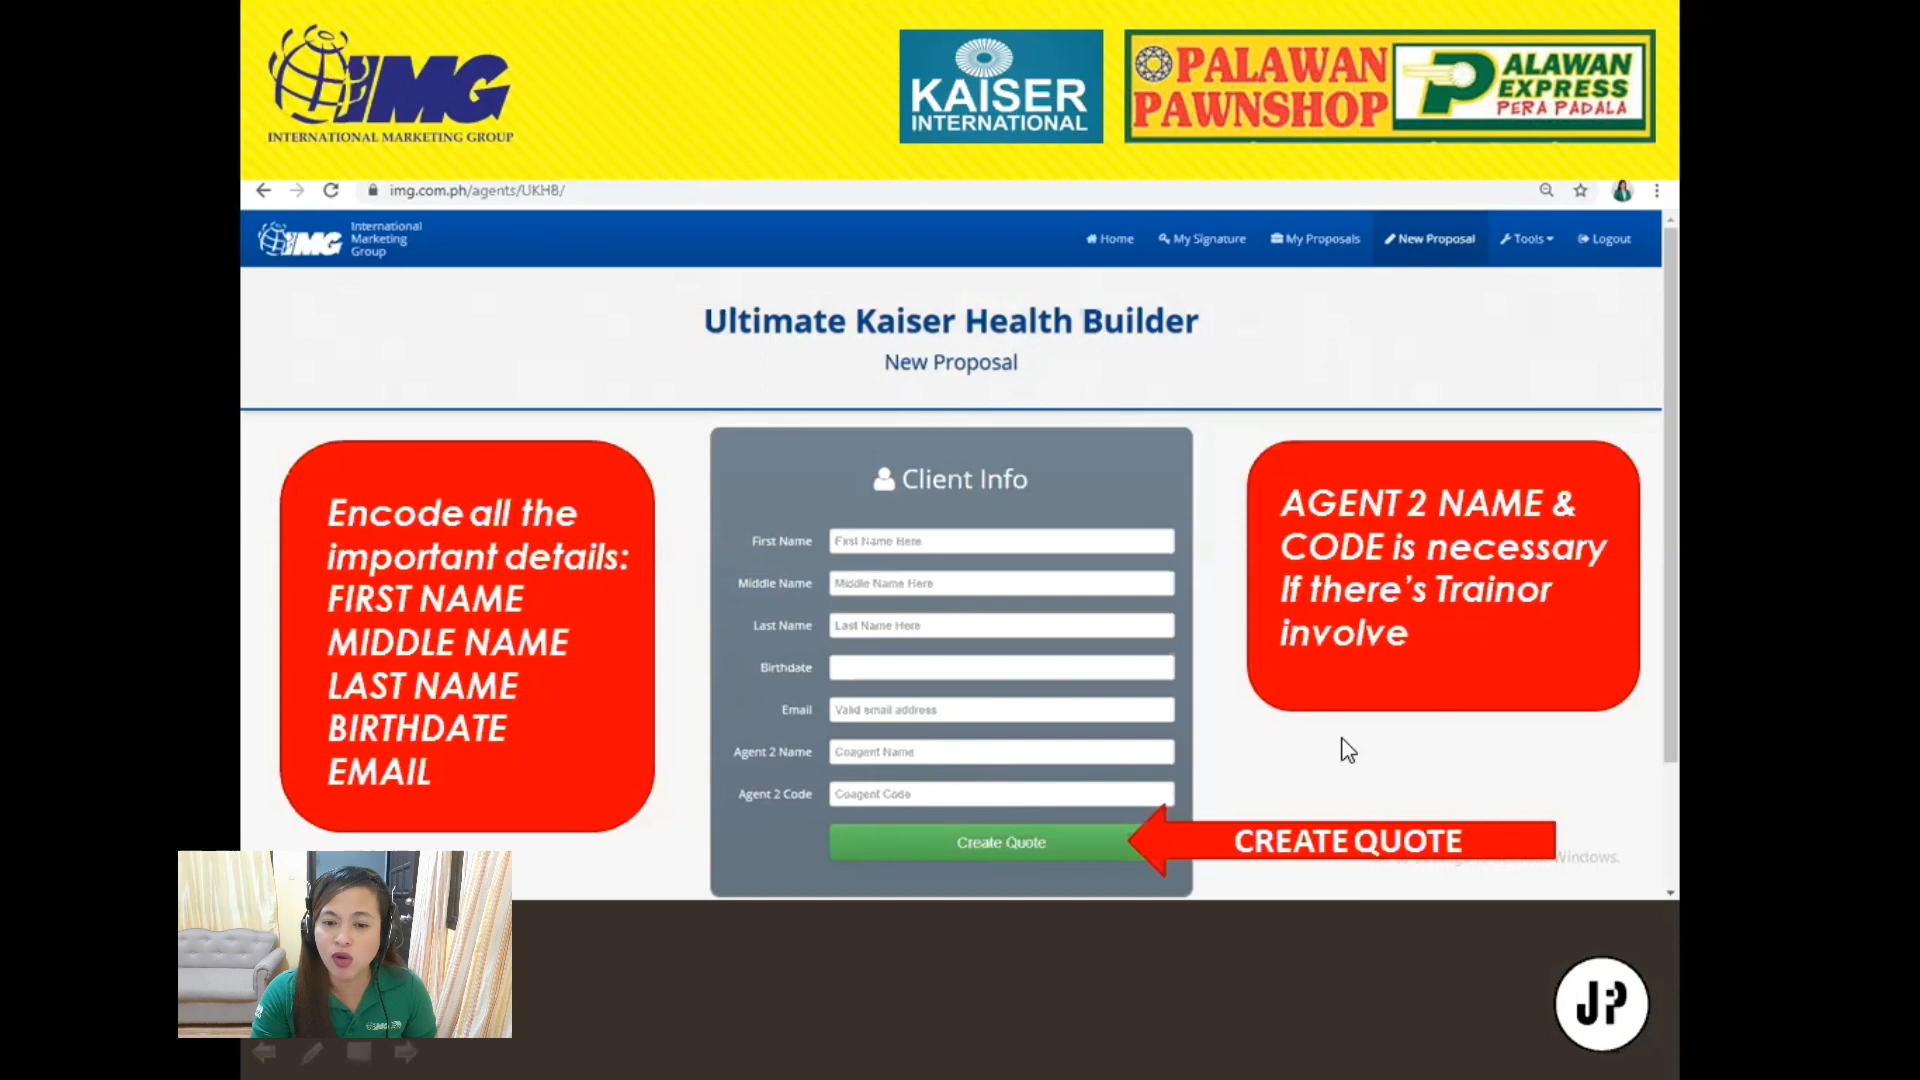 IMG
INTERNATIONAL MARKETING GROUP
KAISER
INTERNATIONAL
PALAWAN
PAWNSHOP
PALAWAN
EXPRESS
PERA PADALA
img.com.ph/agents/UKHB/
IMG
International
Marketing
Group
Home
My Signature
My Proposals
New Proposal
Tools
Logout
Ultimate Kaiser Health Builder
New Proposal
Encode all the
important details:
FIRST NAME
MIDDLE NAME
LAST NAME
BIRTHDATE
EMAIL
Client Info
First Name First Name Here
Middle Name Middle Name Here
Last Name Last Name Here
Birthdate
Email Valid email address
Agent 2 Name Coagent Name
Agent 2 Code Coagent Code
Create Quote
AGENT 2 NAME &
CODE is necessary
If there's Trainor
involve
CREATE QUOTE
Windows.
JP